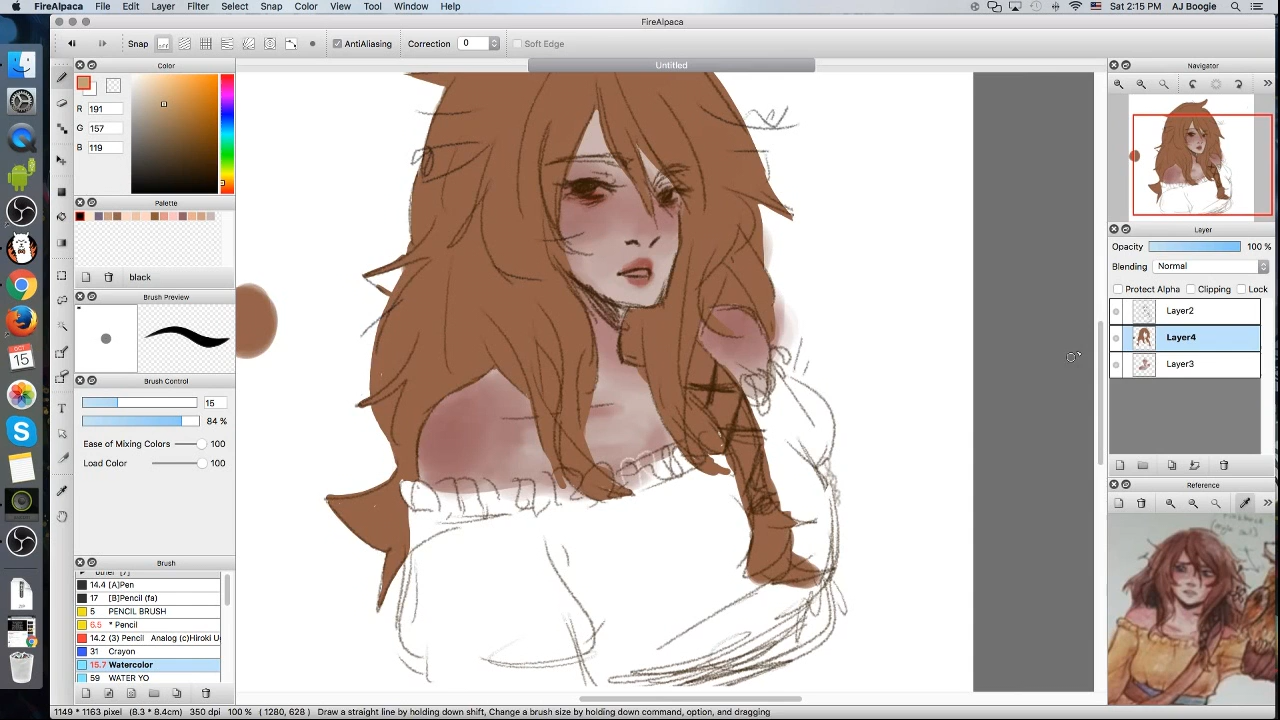 FireAlpaca File Edit Layer Filter Select Snap Color View Tool Window Help Sat 2:15 PM AJ Boogie
FireAlpaca
Snap AntiAliasing Correction 0 Soft Edge
Untitled
Color
R 191
G 157
B 119
Palette
black
Brush Preview
Brush Control
15
84 %
Ease of Mixing Colors 100
Load Color 100
Brush
14.4 [A]Pen
17 [B]Pencil (fa)
5 PENCIL BRUSH
6.5 * Pencil
14.2 (3) Pencil Analog (c)Hiroki U
31 Crayon
15.7 Watercolor
59 WATER YO
Navigator
Layer
Opacity 100 %
Blending Normal
Protect Alpha Clipping Lock
Layer2
Layer4
Layer3
Reference
OCT
15
1149 * 1163 pixel (8.3 * 8.4cm) 350 dpi 100 % ( 1280, 628 ) Draw a straight line by holding down shift, Change a brush size by holding down command, option, and dragging